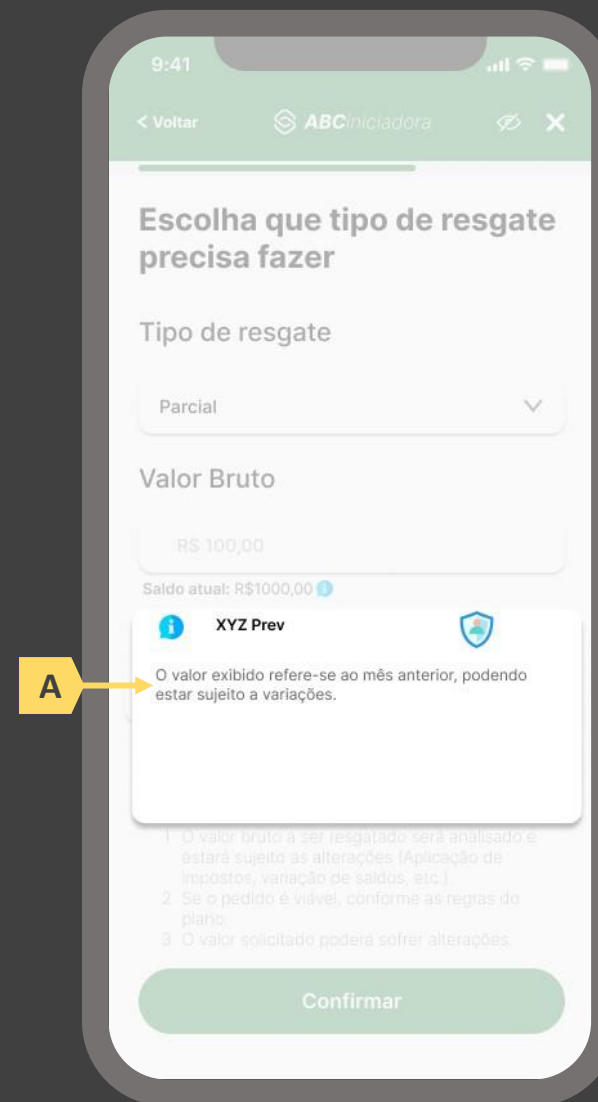 9:41
< Voltar
ABCiniciadora
Escolha que tipo de resgate
precisa fazer
Tipo de resgate
Parcial
Valor Bruto
R$ 100,00
Saldo atual: R$1000,00
XYZ Prev
A
O valor exibido refere-se ao mês anterior, podendo
estar sujeito a variações.
1 O valor bruto a ser resgatado será analisado e
estará sujeito as alterações (Aplicação de
impostos, variação de saldos, etc.)
2 Se o pedido é viável, conforme as regras do
plano.
3 O valor solicitado poderá sofrer alterações.
Confirmar